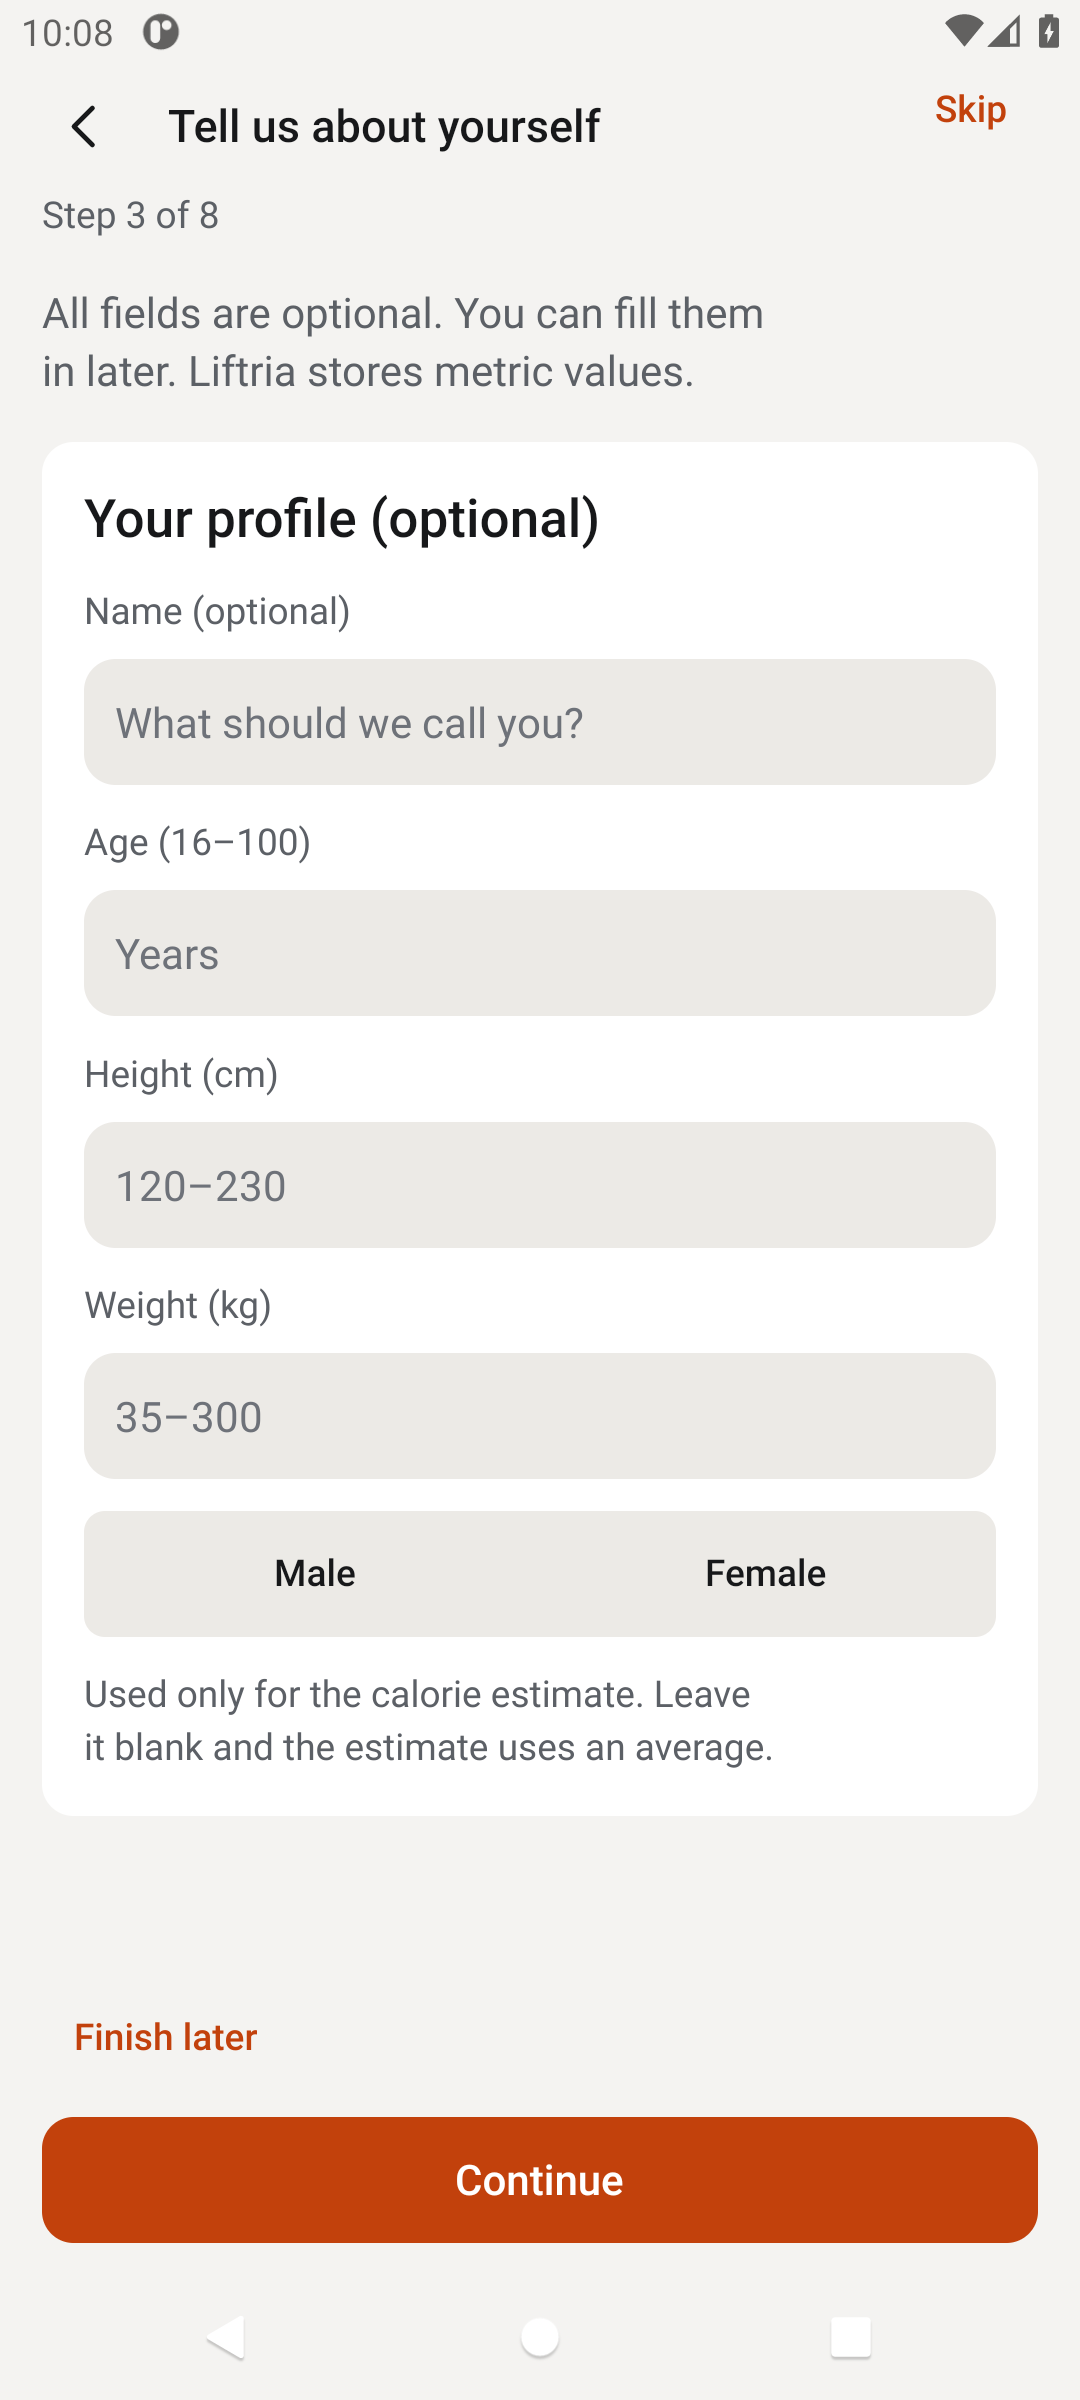 10:08
Tell us about yourself
Skip
Step 3 of 8
All fields are optional. You can fill them
in later. Liftria stores metric values.
Your profile (optional)
Name (optional)
What should we call you?
Age (16–100)
Years
Height (cm)
120–230
Weight (kg)
35–300
Male
Female
Used only for the calorie estimate. Leave
it blank and the estimate uses an average.
Finish later
Continue